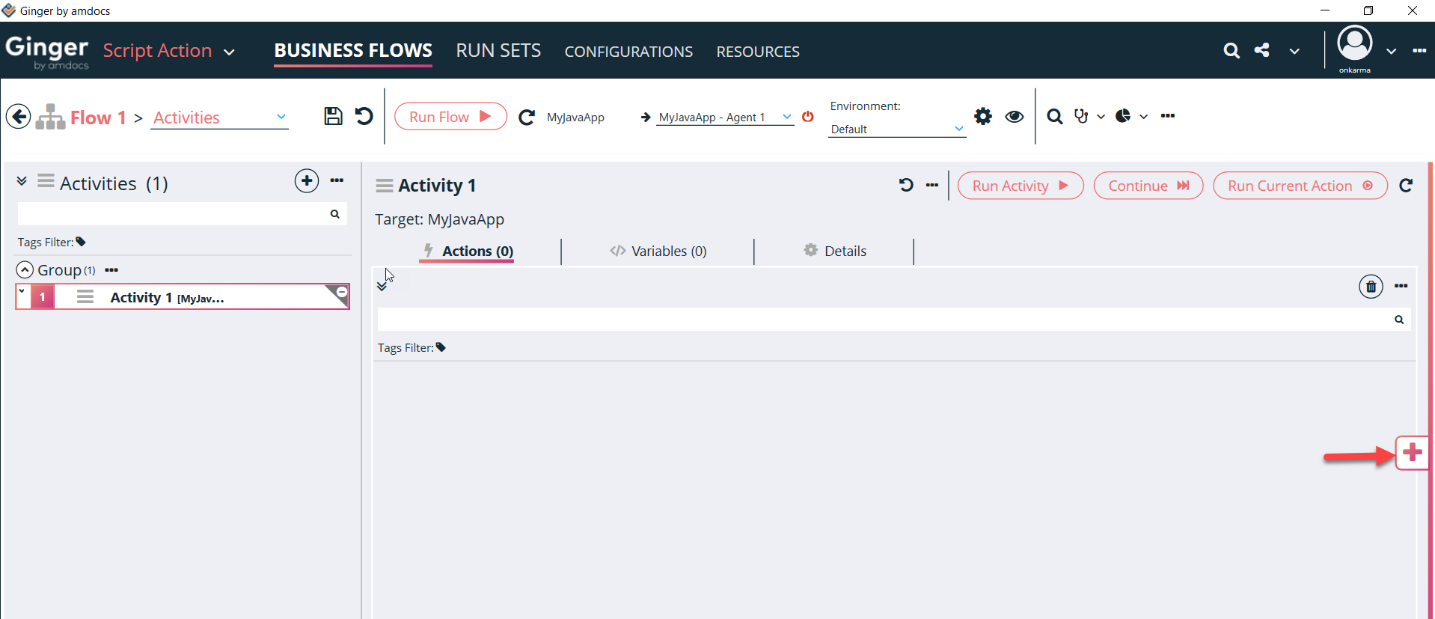 Ginger by amdocs
Ginger by amdocs Script Action BUSINESS FLOWS RUN SETS CONFIGURATIONS RESOURCES
onkarma
Flow 1 > Activities Run Flow MyJavaApp MyJavaApp - Agent 1 Environment:
Default
Activities (1)
Tags Filter:
Group (1)
1 Activity 1 [MyJav...
Activity 1 Run Activity Continue Run Current Action
Target: MyJavaApp
Actions (0) Variables (0) Details
Tags Filter: